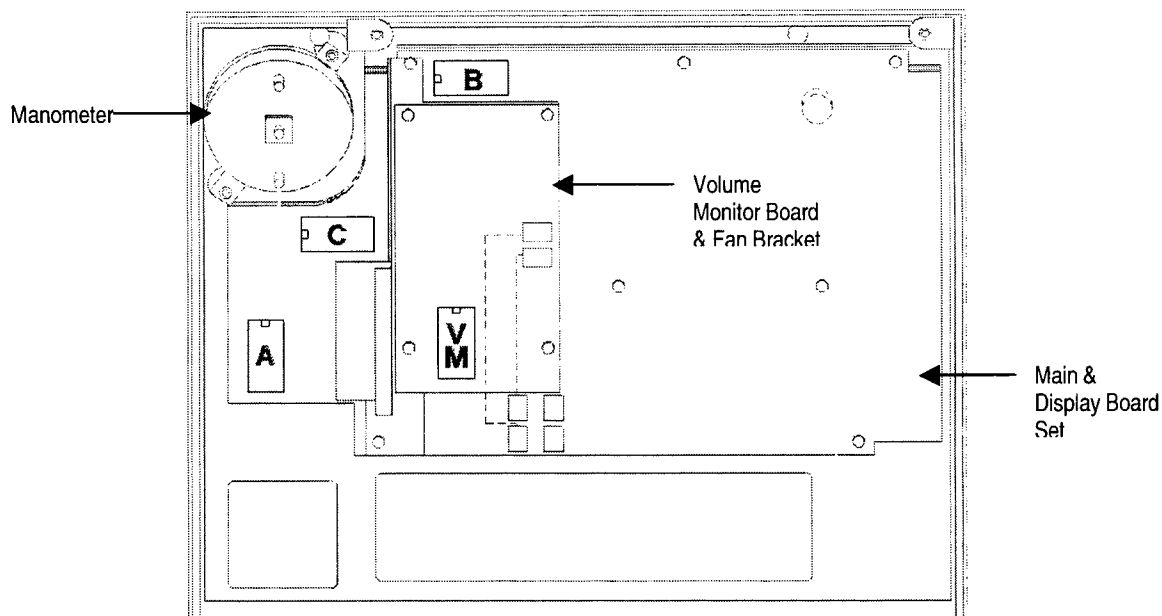 B
Manometer
Volume
Monitor Board
& Fan Bracket
C
V
M
A
Main &
Display Board
Set